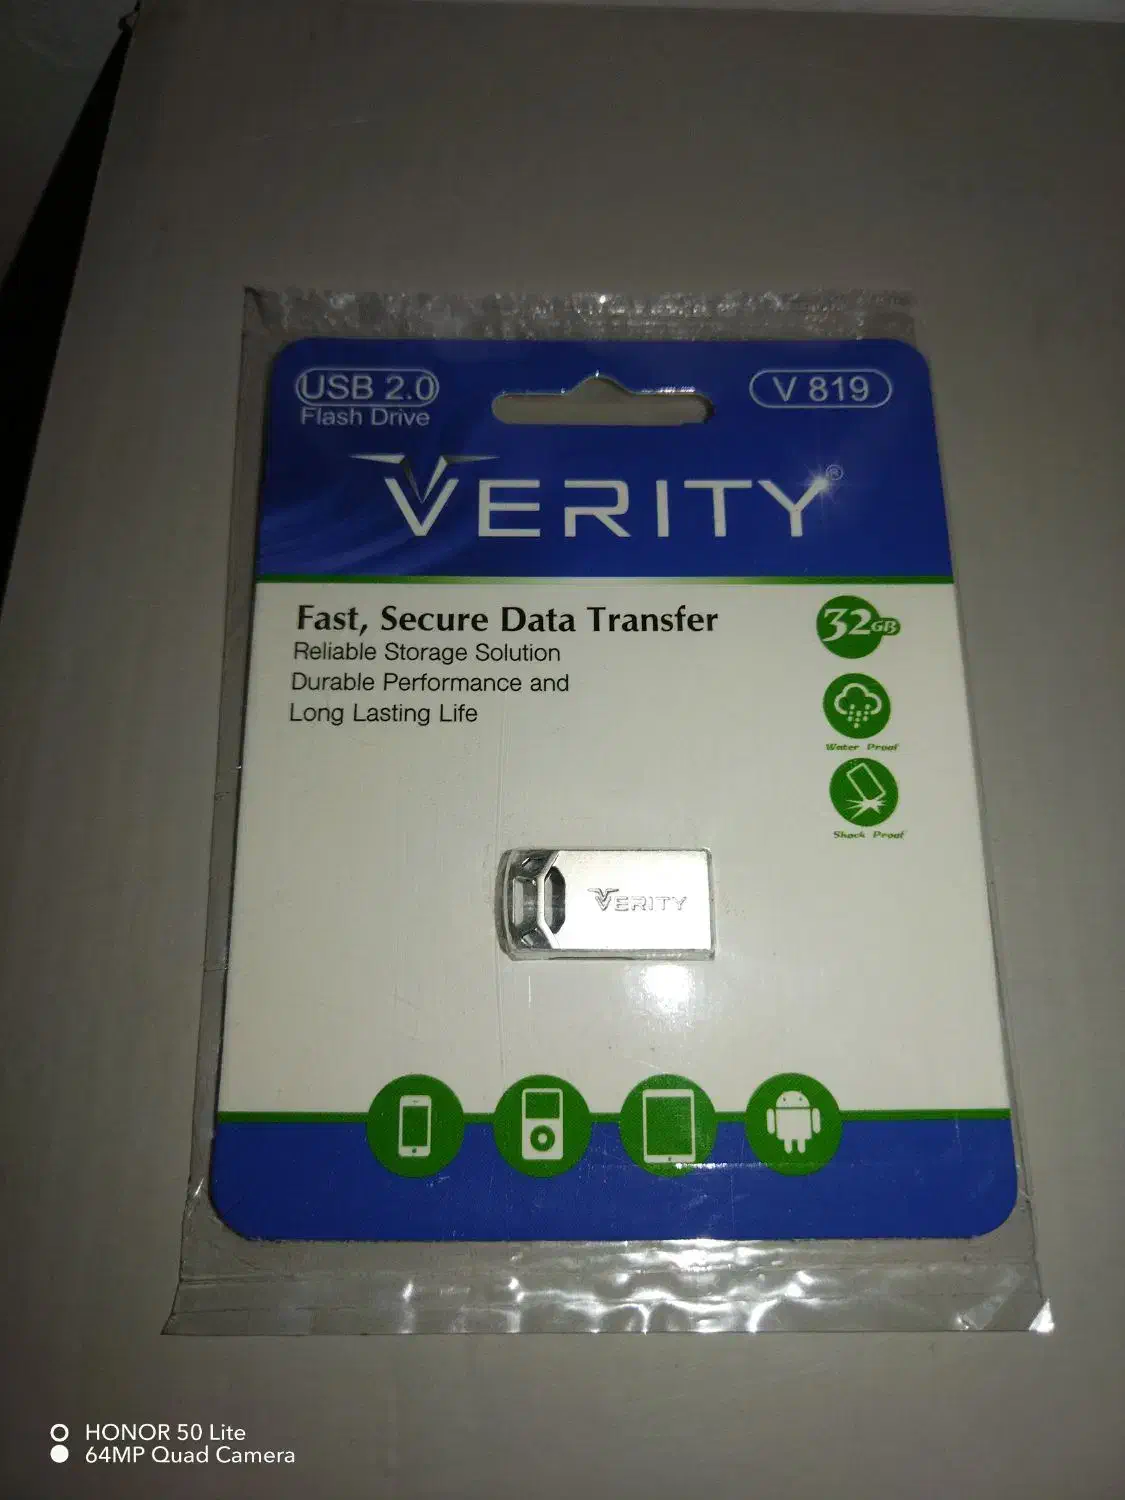 USB 2.0
Flash Drive
V 819
VERITY®
Fast, Secure Data Transfer
Reliable Storage Solution
Durable Performance and
Long Lasting Life
32GB
Water Proof
Shock Proof
VERITY
HONOR 50 Lite
64MP Quad Camera